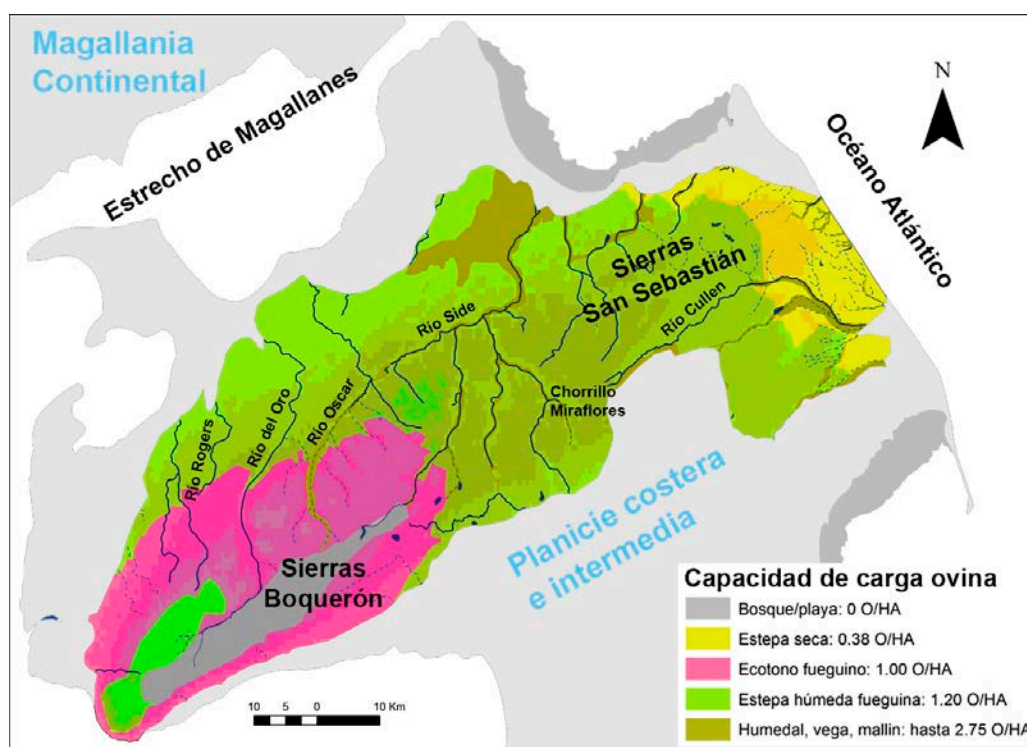 Magallania
Continental
Estrecho de Magallanes
N
Océano Atlántico
Sierras
San Sebastián
Río Cullen
Río Side
Chorrillo
Miraflores
Río Oscar
Río del Oro
Río Rogers
Planicie costera
e intermedia
Sierras
Boquerón
10 5 0 10 Km
Capacidad de carga ovina
Bosque/playa: 0 O/HA
Estepa seca: 0.38 O/HA
Ecotono fueguino: 1.00 O/HA
Estepa húmeda fueguina: 1.20 O/HA
Humedal, vega, mallin: hasta 2.75 O/HA